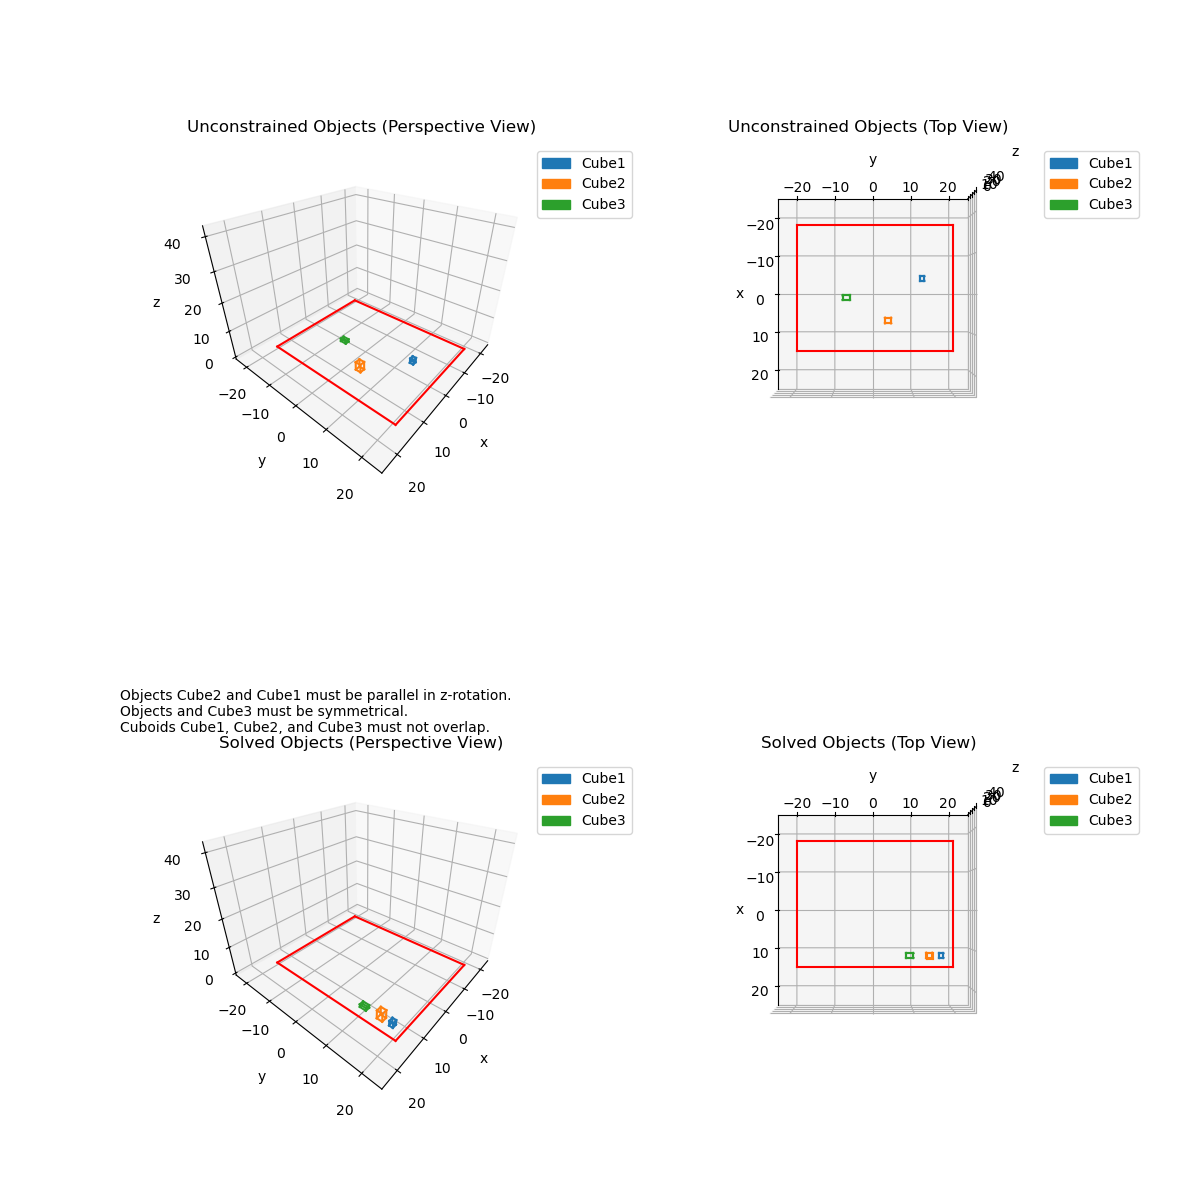 Unconstrained Objects (Perspective View)
Cube1
Cube2
Cube3
40
30
z
20
10
0
−20
−10
0
y
10
20
−20
−10
0
x
10
20
Unconstrained Objects (Top View)
Cube1
Cube2
Cube3
y
z
−20 −10 0 10 20
−20
−10
x
0
10
20
Objects Cube2 and Cube1 must be parallel in z-rotation.
Objects and Cube3 must be symmetrical.
Cuboids Cube1, Cube2, and Cube3 must not overlap.
Solved Objects (Perspective View)
Cube1
Cube2
Cube3
40
30
z
20
10
0
−20
−10
0
y
10
20
−20
−10
0
x
10
20
Solved Objects (Top View)
Cube1
Cube2
Cube3
y
z
−20 −10 0 10 20
−20
−10
x
0
10
20